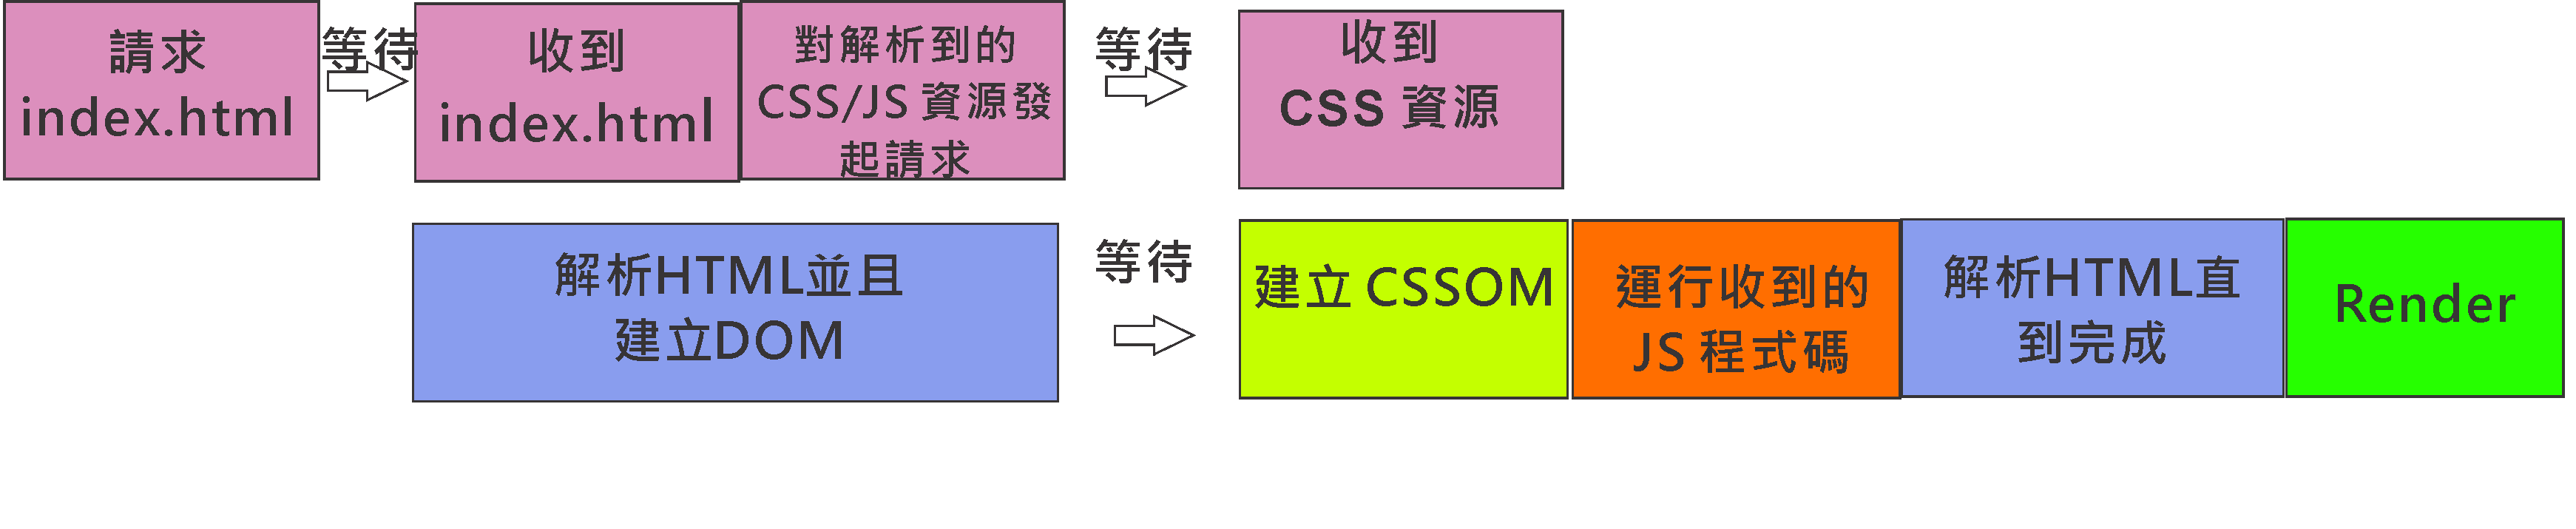 請求
index.html
等待
收到
index.html
對解析到的
CSS/JS 資源發
起請求
等待
收到
CSS 資源
解析HTML並且
建立DOM
等待
建立 CSSOM
運行收到的
JS 程式碼
解析HTML直
到完成
Render